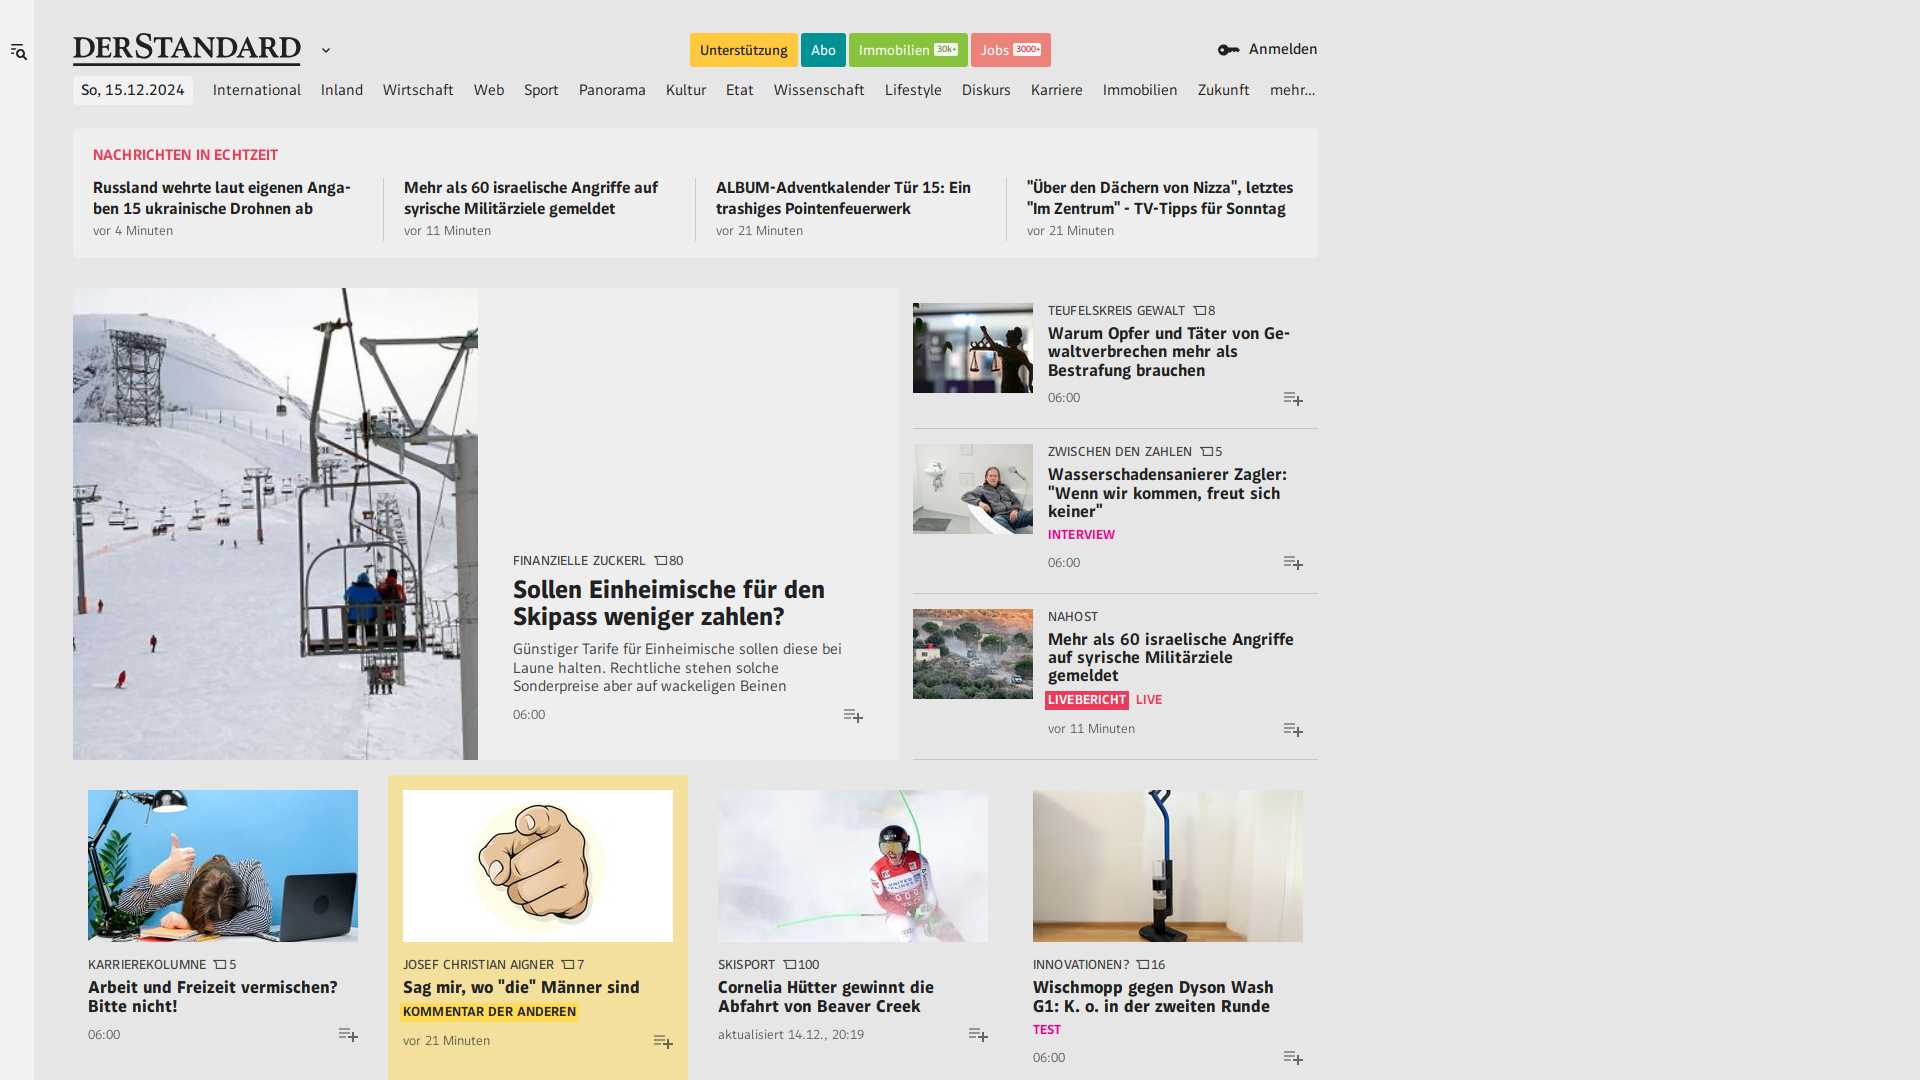 DERSTANDARD
Unterstützung
Abo
Immobilien 30k+
Jobs 3000+
Anmelden
So, 15.12.2024
International
Inland
Wirtschaft
Web
Sport
Panorama
Kultur
Etat
Wissenschaft
Lifestyle
Diskurs
Karriere
Immobilien
Zukunft
mehr...
NACHRICHTEN IN ECHTZEIT
Russland wehrte laut eigenen Anga-
ben 15 ukrainische Drohnen ab
vor 4 Minuten
Mehr als 60 israelische Angriffe auf
syrische Militärziele gemeldet
vor 11 Minuten
ALBUM-Adventkalender Tür 15: Ein
trashiges Pointenfeuerwerk
vor 21 Minuten
"Über den Dächern von Nizza", letztes
"Im Zentrum" - TV-Tipps für Sonntag
vor 21 Minuten
FINANZIELLE ZUCKERL 80
Sollen Einheimische für den
Skipass weniger zahlen?
Günstiger Tarife für Einheimische sollen diese bei
Laune halten. Rechtliche stehen solche
Sonderpreise aber auf wackeligen Beinen
06:00
TEUFELSKREIS GEWALT 8
Warum Opfer und Täter von Ge-
waltverbrechen mehr als
Bestrafung brauchen
06:00
ZWISCHEN DEN ZAHLEN 5
Wasserschadensanierer Zagler:
"Wenn wir kommen, freut sich
keiner"
INTERVIEW
06:00
NAHOST
Mehr als 60 israelische Angriffe
auf syrische Militärziele
gemeldet
LIVEBERICHT LIVE
vor 11 Minuten
KARRIEREKOLUMNE 5
Arbeit und Freizeit vermischen?
Bitte nicht!
06:00
JOSEF CHRISTIAN AIGNER 7
Sag mir, wo "die" Männer sind
KOMMENTAR DER ANDEREN
vor 21 Minuten
SKISPORT 100
Cornelia Hütter gewinnt die
Abfahrt von Beaver Creek
aktualisiert 14.12., 20:19
INNOVATIONEN? 16
Wischmopp gegen Dyson Wash
G1: K. o. in der zweiten Runde
TEST
06:00